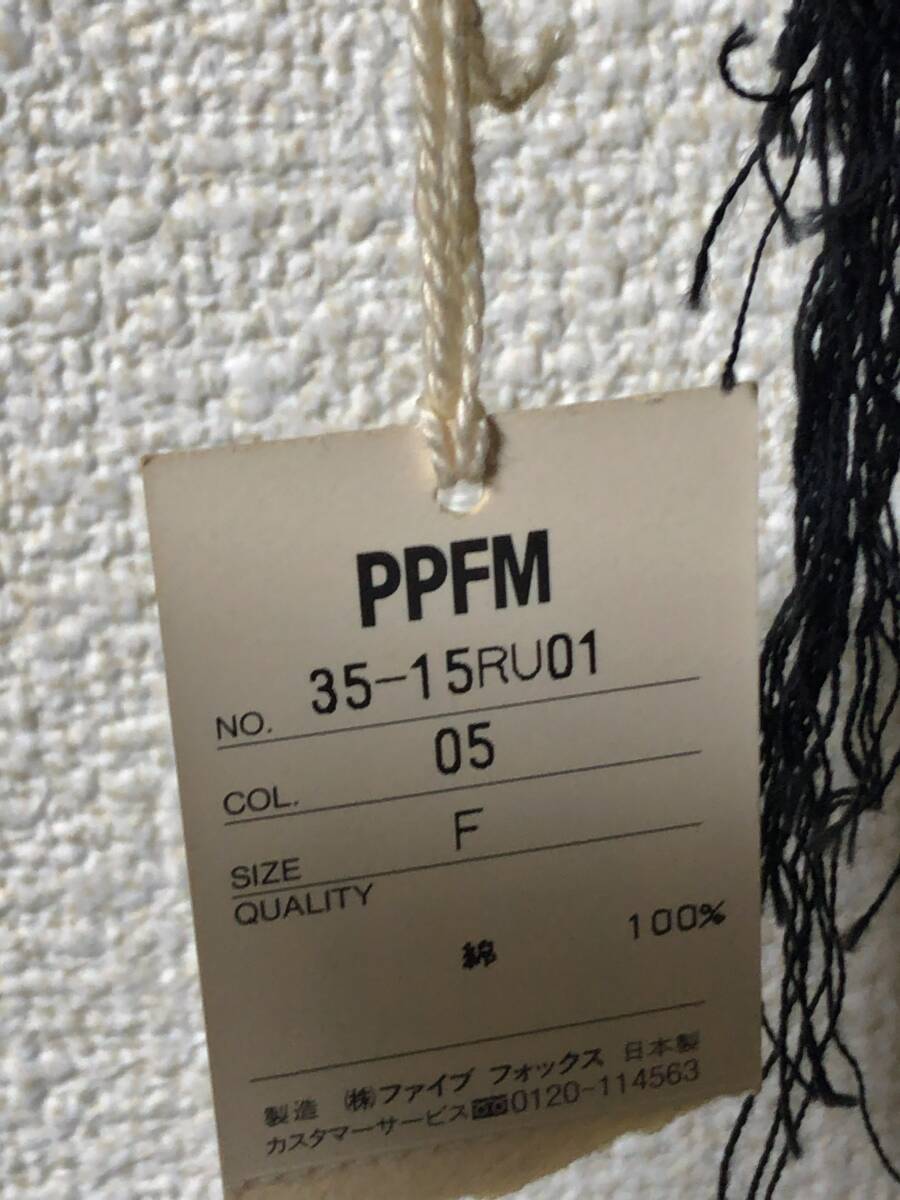 PPFM
NO. 35-15RU01
COL. 05
SIZE F
QUALITY
綿 100%
製造 ㈱ファイブ フォックス 日本製
カスタマーサービス 0120-114563